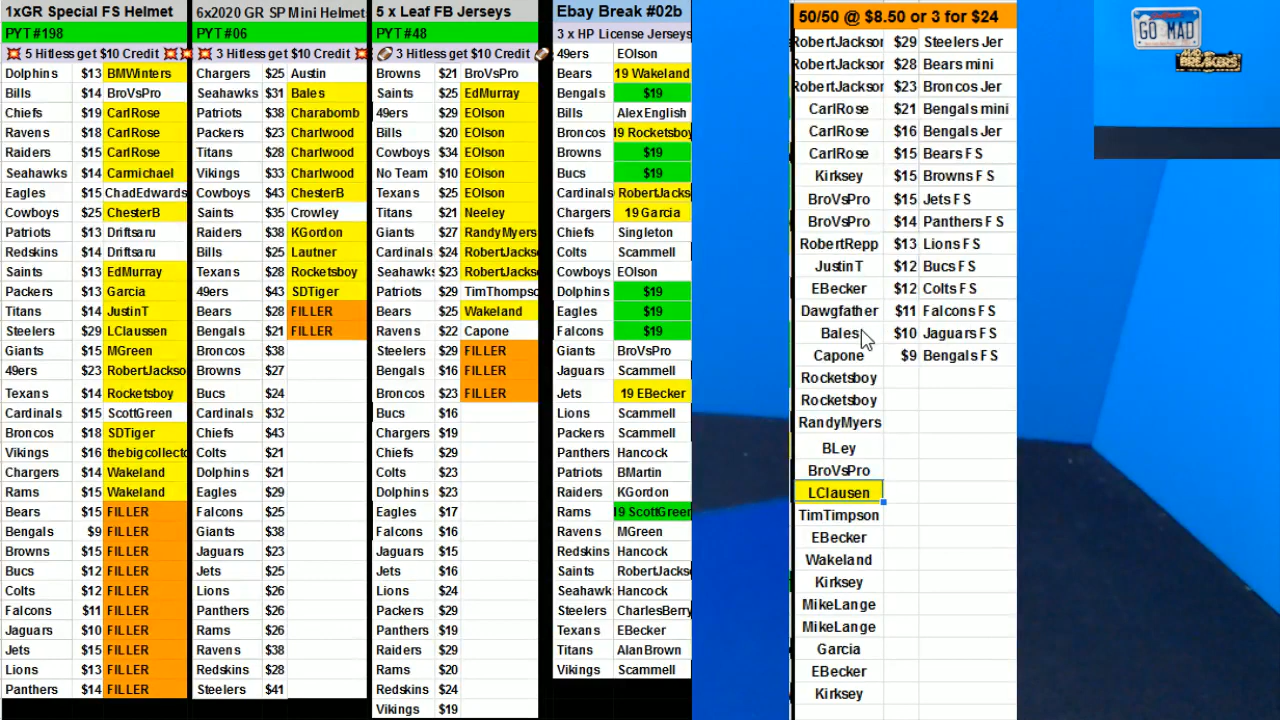 1xGR Special FS Helmet
PYT #198
5 Hitless get $10 Credit
Dolphins $13 BMWinters
Bills $14 BroVsPro
Chiefs $19 CarlRose
Ravens $18 CarlRose
Raiders $15 CarlRose
Seahawks $14 Carmichael
Eagles $15 ChadEdwards
Cowboys $25 ChesterB
Patriots $13 Driftsaru
Redskins $14 Driftsaru
Saints $13 EdMurray
Packers $13 Garcia
Titans $14 JustinT
Steelers $29 LClaussen
Giants $15 MGreen
49ers $23 RobertJackso
Texans $14 Rocketsboy
Cardinals $15 ScottGreen
Broncos $18 SDTiger
Vikings $16 thebigcollecto
Chargers $14 Wakeland
Rams $15 Wakeland
Bears $15 FILLER
Bengals $9 FILLER
Browns $15 FILLER
Bucs $12 FILLER
Colts $12 FILLER
Falcons $11 FILLER
Jaguars $10 FILLER
Jets $15 FILLER
Lions $13 FILLER
Panthers $14 FILLER
6x2020 GR SP Mini Helmet
PYT #06
3 Hitless get $10 Credit
Chargers $25 Austin
Seahawks $31 Bales
Patriots $38 Charabomb
Packers $23 Charlwood
Titans $28 Charlwood
Vikings $33 Charlwood
Cowboys $43 ChesterB
Saints $35 Crowley
Raiders $38 KGordon
Bills $25 Lautner
Texans $28 Rocketsboy
49ers $43 SDTiger
Bears $28 FILLER
Bengals $21 FILLER
Broncos $38
Browns $27
Bucs $24
Cardinals $32
Chiefs $43
Colts $21
Dolphins $21
Eagles $29
Falcons $25
Giants $38
Jaguars $23
Jets $25
Lions $26
Panthers $26
Rams $26
Ravens $38
Redskins $28
Steelers $41
5 x Leaf FB Jerseys
PYT #48
3 Hitless get $10 Credit
Browns $21 BroVsPro
Saints $25 EdMurray
49ers $29 EOlson
Bills $20 EOlson
Cowboys $34 EOlson
No Team $10 EOlson
Texans $25 EOlson
Titans $21 Neeley
Giants $27 RandyMyers
Cardinals $24 RobertJacks
Seahawks $23 RobertJacks
Patriots $29 TimThompso
Bears $25 Wakeland
Ravens $22 Capone
Steelers $29 FILLER
Bengals $16 FILLER
Broncos $23 FILLER
Bucs $16
Chargers $19
Chiefs $29
Colts $23
Dolphins $23
Eagles $17
Falcons $16
Jaguars $15
Jets $16
Lions $24
Packers $29
Panthers $19
Raiders $29
Rams $20
Redskins $24
Vikings $19
Ebay Break #02b
3 x HP License Jerseys
49ers EOlson
Bears 19 Wakeland
Bengals $19
Bills AlexEnglish
Broncos 19 Rocketsboy
Browns $19
Bucs $19
Cardinals RobertJacks
Chargers 19 Garcia
Chiefs Singleton
Colts Scammell
Cowboys EOlson
Dolphins $19
Eagles $19
Falcons $19
Giants BroVsPro
Jaguars Scammell
Jets 19 EBecker
Lions Scammell
Packers Scammell
Panthers Hancock
Patriots BMartin
Raiders KGordon
Rams 19 ScottGreen
Ravens MGreen
Redskins Hancock
Saints RobertJacks
Seahawk Hancock
Steelers CharlesBerry
Texans EBecker
Titans AlanBrown
Vikings Scammell
50/50 @ $8.50 or 3 for $24
RobertJackson $29 Steelers Jer
RobertJackson $28 Bears mini
RobertJackson $23 Broncos Jer
CarlRose $21 Bengals mini
CarlRose $16 Bengals Jer
CarlRose $15 Bears FS
Kirksey $15 Browns FS
BroVsPro $15 Jets FS
BroVsPro $14 Panthers FS
RobertRepp $13 Lions FS
JustinT $12 Bucs FS
EBecker $12 Colts FS
Dawgfather $11 Falcons FS
Bales $10 Jaguars FS
Capone $9 Bengals FS
Rocketsboy
Rocketsboy
RandyMyers
BLey
BroVsPro
LClausen
TimTimpson
EBecker
Wakeland
Kirksey
MikeLange
MikeLange
Garcia
EBecker
Kirksey
GO MAD
BREAKERS